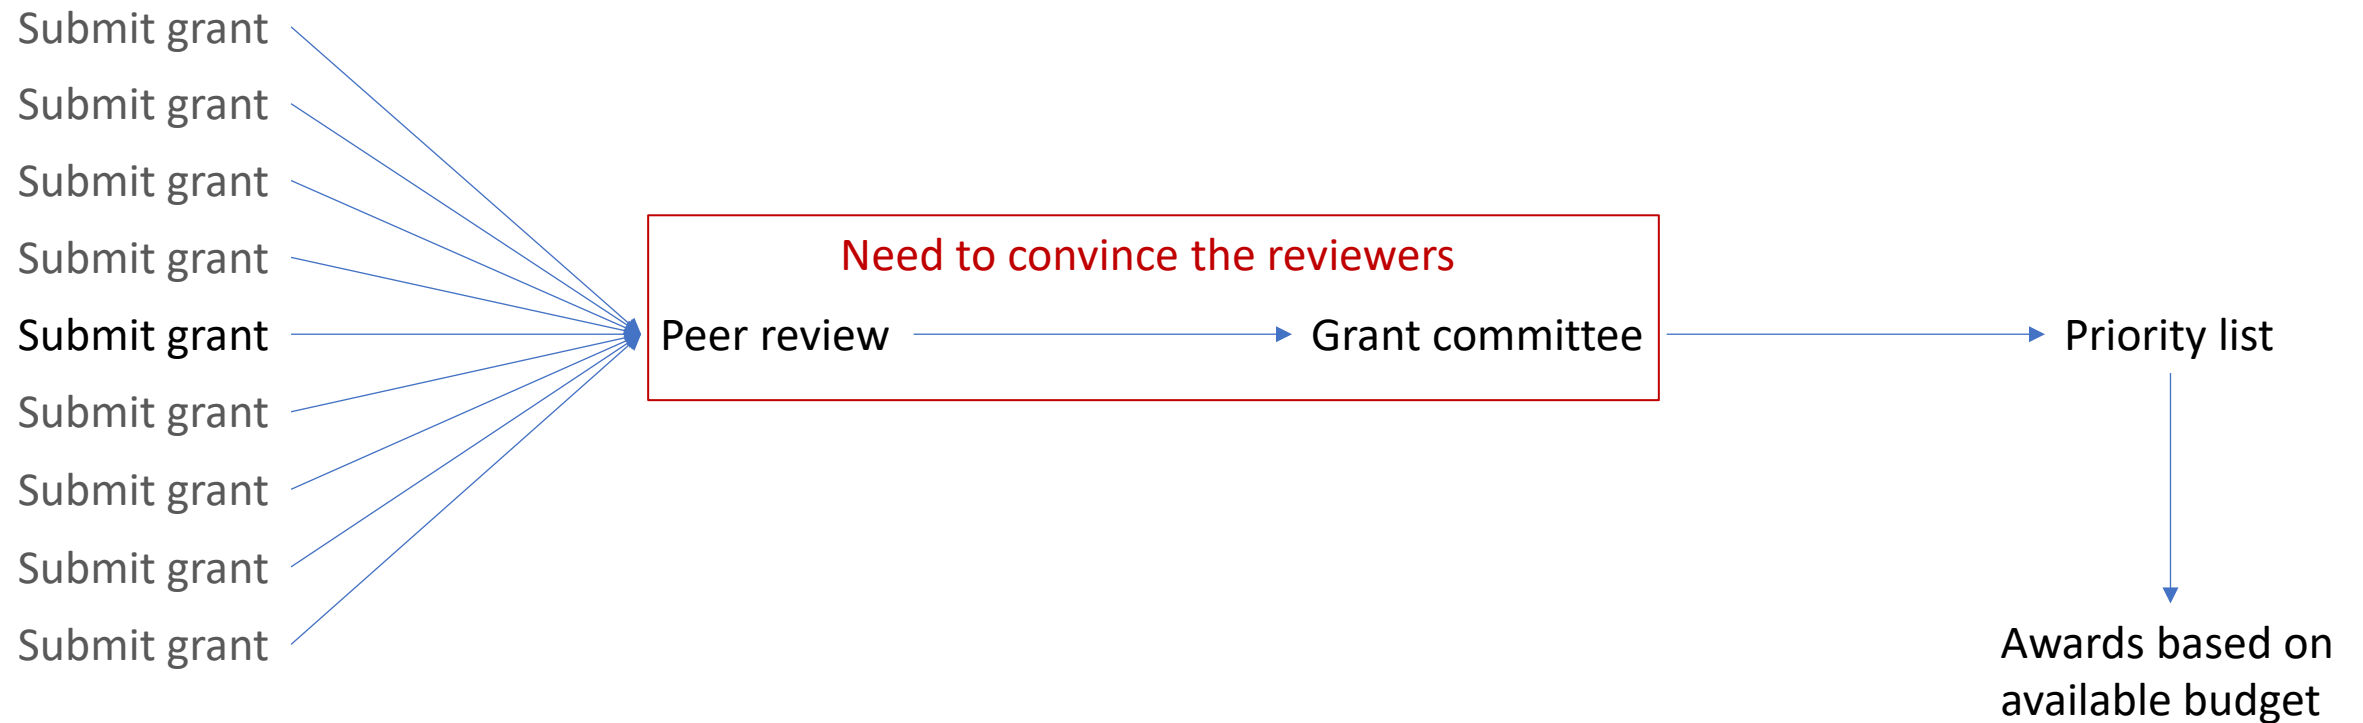 Submit grant
Submit grant
Submit grant
Submit grant
Submit grant
Submit grant
Submit grant
Submit grant
Submit grant
Need to convince the reviewers
Peer review
Grant committee
Priority list
Awards based on
available budget